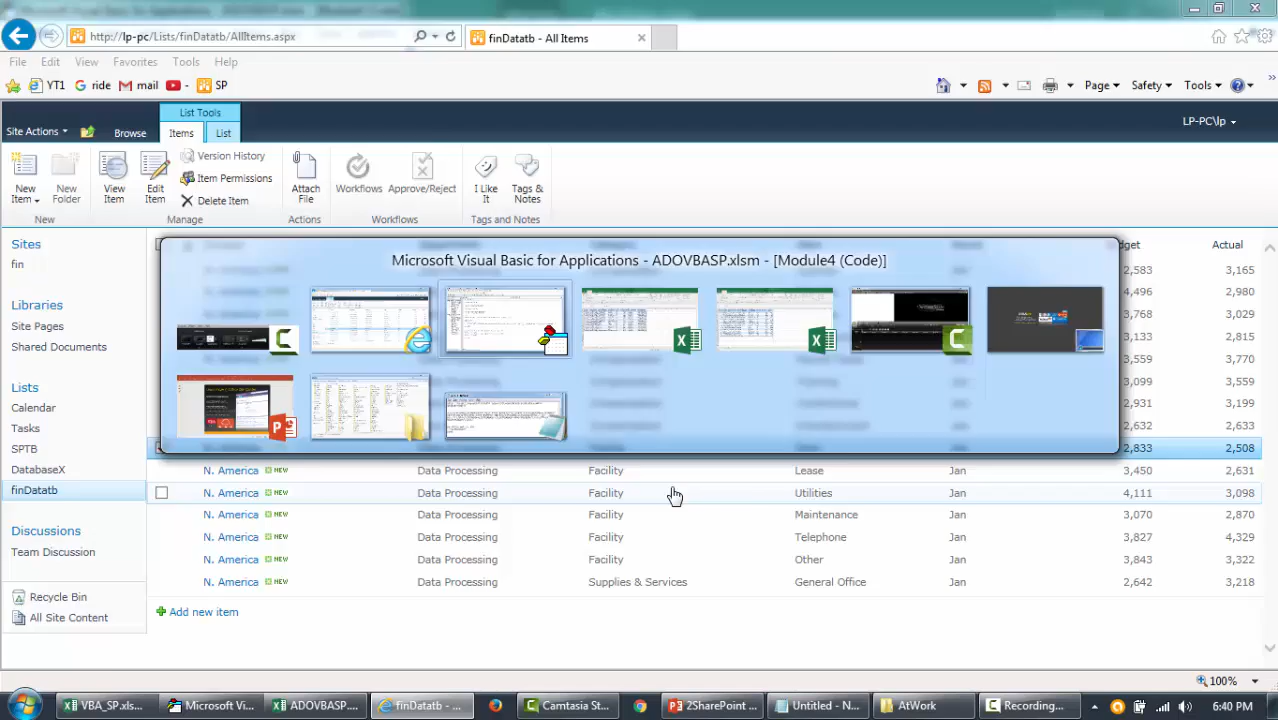 http://lp-pc/Lists/finDatatb/AllItems.aspx
finDatatb - All Items
File Edit View Favorites Tools Help
YT1 ride mail SP
Page Safety Tools
List Tools
Site Actions Browse Items List
LP-PC\lp
New Item
New Folder
View Item
Edit Item
Version History
Item Permissions
Delete Item
Attach File
Workflows
Approve/Reject
I Like It
Tags & Notes
New Manage Actions Workflows Tags and Notes
Sites
fin
Libraries
Site Pages
Shared Documents
Lists
Calendar
Tasks
SPTB
DatabaseX
finDatatb
Discussions
Team Discussion
Recycle Bin
All Site Content
Microsoft Visual Basic for Applications - ADOVBASP.xlsm - [Module4 (Code)]
udget Actual
2,583 3,165
4,496 2,980
3,768 3,029
3,133 2,585
3,559
3,099
2,931 3,199
2,632 2,633
2,833 2,508
N. America NEW Data Processing Facility Lease Jan 3,450 2,631
N. America NEW Data Processing Facility Utilities Jan 4,111 3,098
N. America NEW Data Processing Facility Maintenance Jan 3,070 2,870
N. America NEW Data Processing Facility Telephone Jan 3,827 4,329
N. America NEW Data Processing Facility Other Jan 3,843 3,322
N. America NEW Data Processing Supplies & Services General Office Jan 2,642 3,218
Add new item
100%
VBA_SP.xls... Microsoft Vi... ADOVBASP.... finDatatb - ... Camtasia St... 2SharePoint ... Untitled - N... AtWork Recording... 6:40 PM